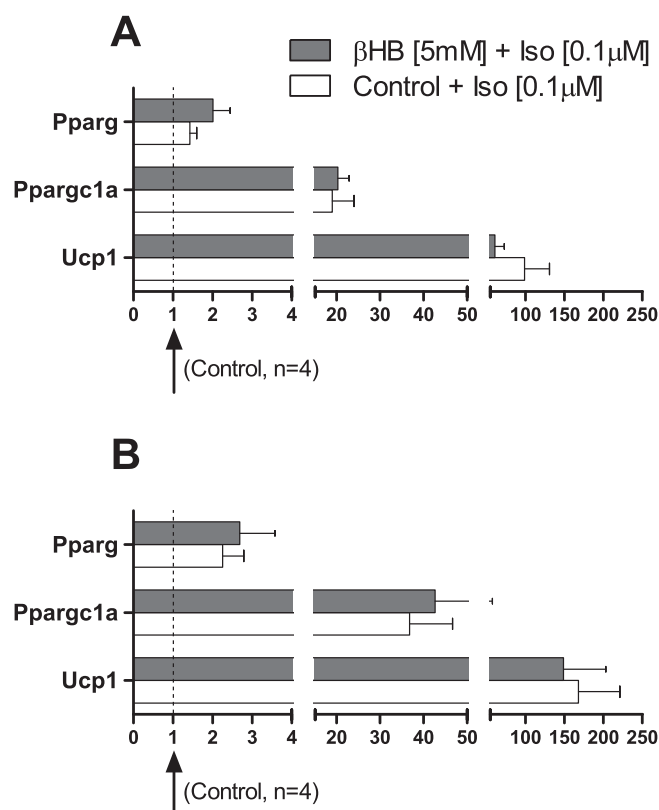 A
βHB [5mM] + Iso [0.1μM]
Control + Iso [0.1μM]
Pparg
Ppargc1a
Ucp1
0 1 2 3 4 20 30 40 50 100 150 200 250
(Control, n=4)
B
Pparg
Ppargc1a
Ucp1
0 1 2 3 4 20 30 40 50 100 150 200 250
(Control, n=4)